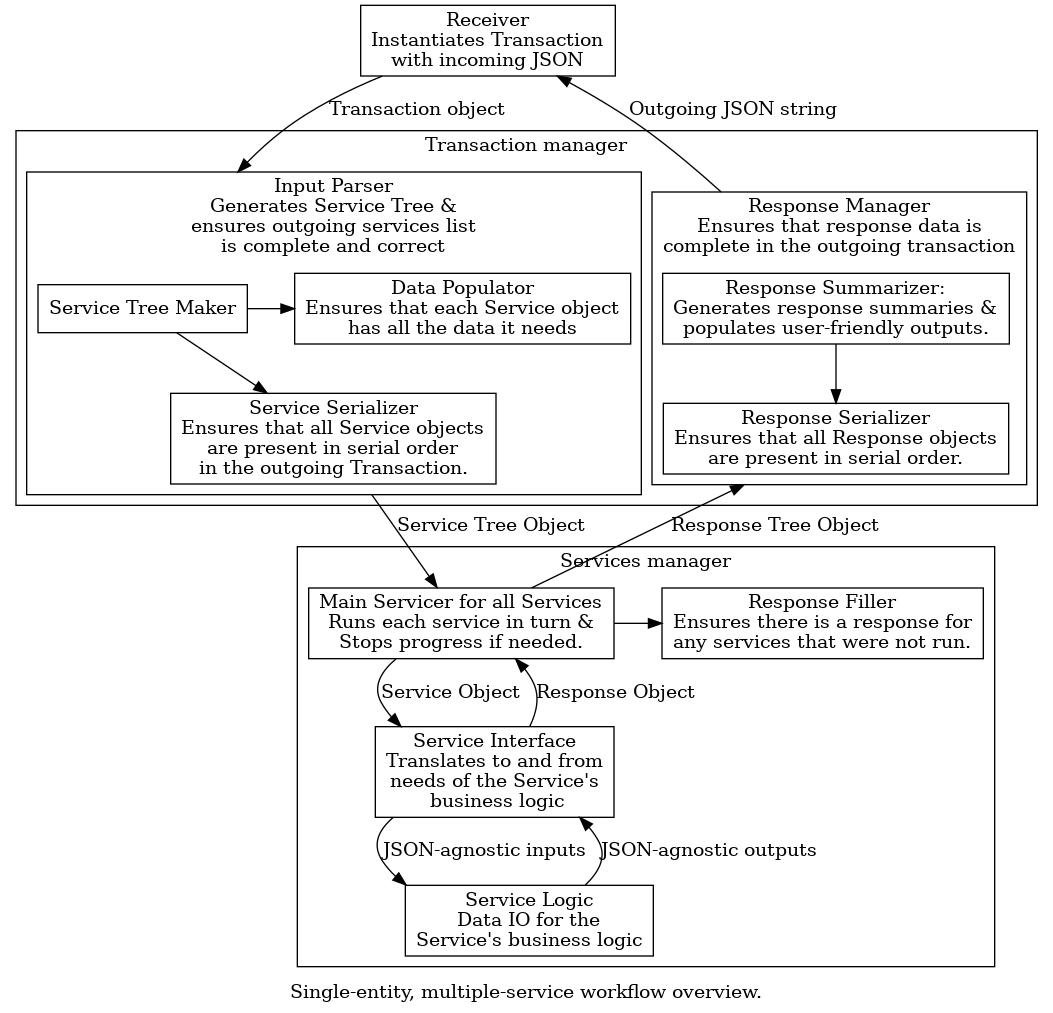 Receiver
Instantiates Transaction
with incoming JSON
Transaction object
Outgoing JSON string
Transaction manager
Input Parser
Generates Service Tree &
ensures outgoing services list
is complete and correct
Response Manager
Ensures that response data is
complete in the outgoing transaction
Service Tree Maker
Data Populator
Ensures that each Service object
has all the data it needs
Response Summarizer:
Generates response summaries &
populates user-friendly outputs.
Service Serializer
Ensures that all Service objects
are present in serial order
in the outgoing Transaction.
Response Serializer
Ensures that all Response objects
are present in serial order.
Service Tree Object
Response Tree Object
Services manager
Main Servicer for all Services
Runs each service in turn &
Stops progress if needed.
Response Filler
Ensures there is a response for
any services that were not run.
Service Object
Response Object
Service Interface
Translates to and from
needs of the Service's
business logic
JSON-agnostic inputs
JSON-agnostic outputs
Service Logic
Data IO for the
Service's business logic
Single-entity, multiple-service workflow overview.